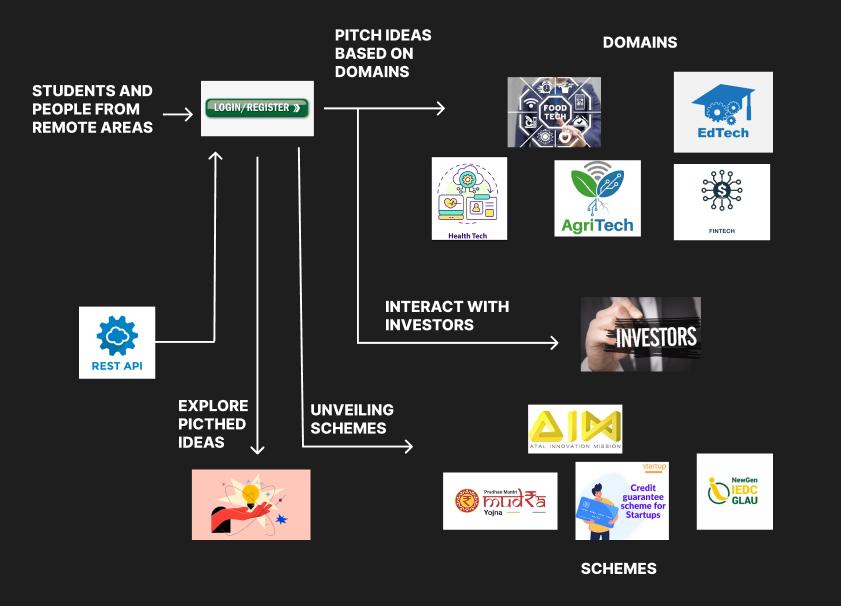 PITCH IDEAS
BASED ON
DOMAINS
DOMAINS
STUDENTS AND
PEOPLE FROM
REMOTE AREAS
LOGIN/REGISTER
FOOD
TECH
EdTech
Health Tech
AgriTech
$
FINTECH
REST API
INTERACT WITH
INVESTORS
INVESTORS
EXPLORE
PICTHED
IDEAS
UNVEILING
SCHEMES
AIM
ATAL INNOVATION MISSION
Pradhan Mantri
मudRa
Yojna
startup
Credit
guarantee
scheme for
Startups
NewGen
IEDC
GLAU
SCHEMES